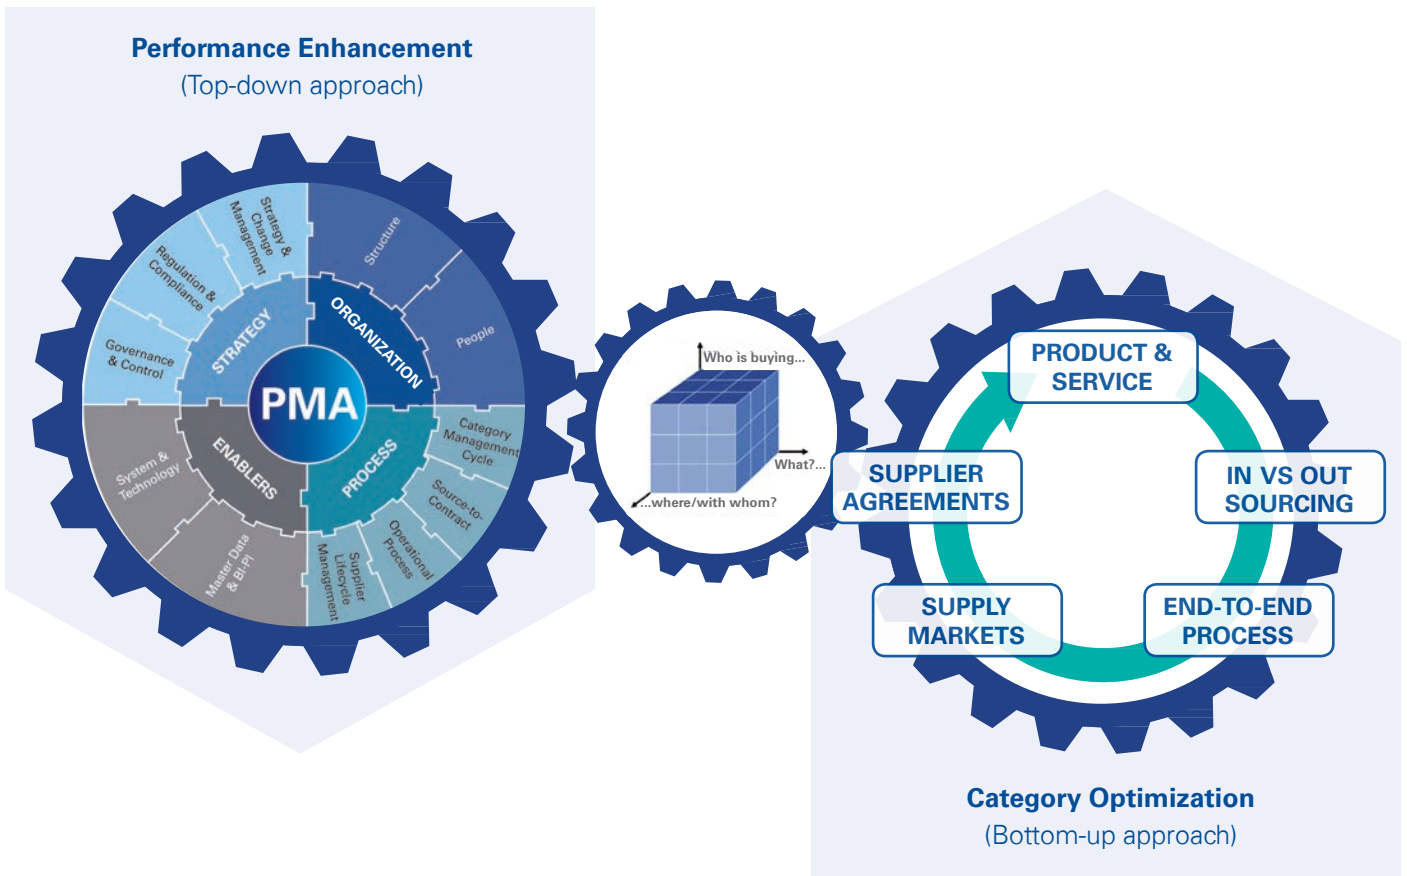 Performance Enhancement
(Top-down approach)
Strategy &
Change
Management
Regulation &
Compliance
Governance
& Control
STRATEGY
Structure
People
ORGANIZATION
PMA
System &
Technology
Master Data
& BI-PI
ENABLERS
PROCESS
Category
Management
Cycle
Source-to-
Contract
Operational
Process
Supplier
Lifecycle
Management
Who is buying...
What?...
...where/with whom?
PRODUCT &
SERVICE
IN VS OUT
SOURCING
END-TO-END
PROCESS
SUPPLY
MARKETS
SUPPLIER
AGREEMENTS
Category Optimization
(Bottom-up approach)